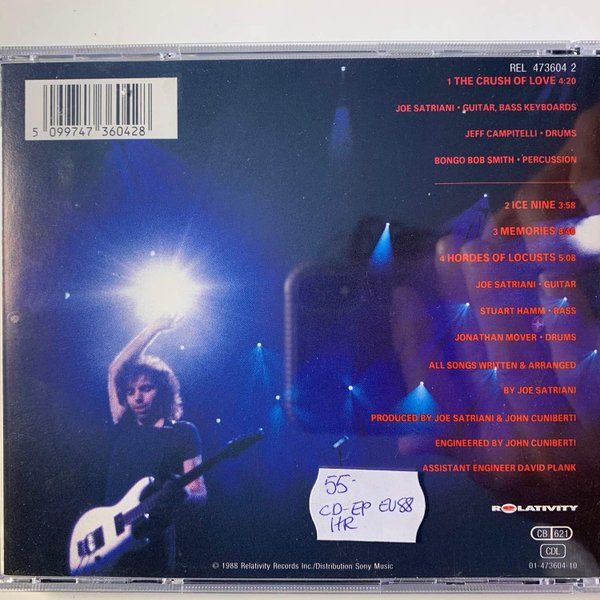 REL 473604 2
1 THE CRUSH OF LOVE 4:20
JOE SATRIANI • GUITAR, BASS KEYBOARDS
JEFF CAMPITELLI • DRUMS
BONGO BOB SMITH • PERCUSSION
2 ICE NINE 3:58
3 MEMORIES 8:46
4 HORDES OF LOCUSTS 5:08
JOE SATRIANI • GUITAR
STUART HAMM • BASS
JONATHAN MOVER • DRUMS
ALL SONGS WRITTEN & ARRANGED
BY JOE SATRIANI
PRODUCED BY JOE SATRIANI & JOHN CUNIBERTI
ENGINEERED BY JOHN CUNIBERTI
ASSISTANT ENGINEER DAVID PLANK
RELATIVITY
CB 621
CDL
01-473604-10
5 099747 360428
55-
CD-EP EU88
HR
© 1988 Relativity Records Inc./Distribution Sony Music